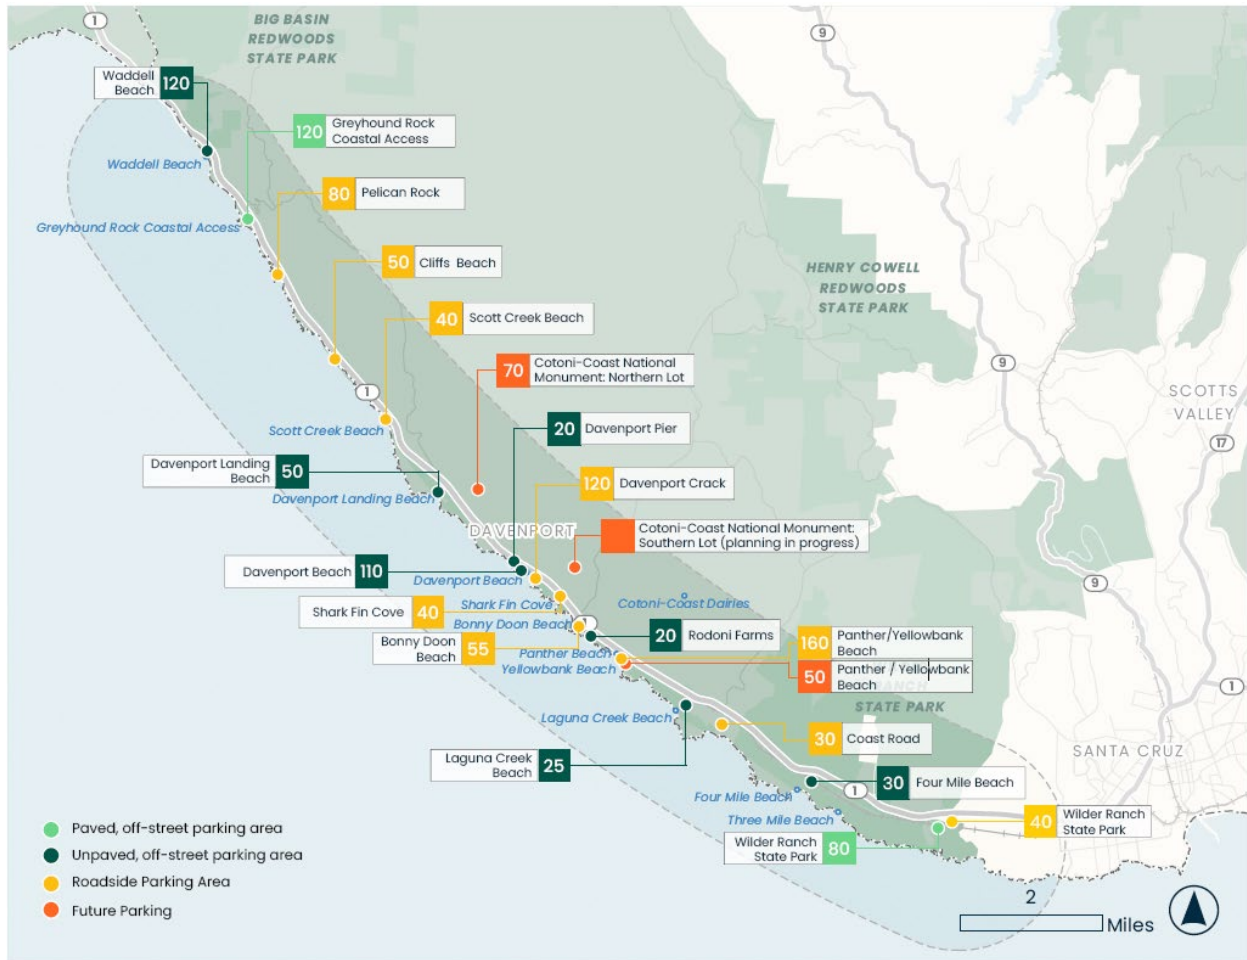 1
BIG BASIN
REDWOODS
STATE PARK
9
Waddell
Beach
120
120
Greyhound Rock
Coastal Access
Waddell Beach
80
Pelican Rock
Greyhound Rock Coastal Access
50
Cliffs Beach
HENRY COWELL
REDWOODS
STATE PARK
40
Scott Creek Beach
70
Cotoni-Coast National
Monument: Northern Lot
9
1
SCOTTS
VALLEY
20
Davenport Pier
Scott Creek Beach
17
Davenport Landing
Beach
50
Davenport Landing Beach
120
Davenport Crack
DAVENPORT
Cotoni-Coast National Monument:
Southern Lot (planning in progress)
Davenport Beach
110
Davenport Beach
9
Shark Fin Cove
40
Shark Fin Cove
Cotoni-Coast Dairies
Bonny Doon Beach
1
Bonny Doon
Beach
55
20
Rodoni Farms
160
Panther/Yellowbank
Beach
Panther Beach
Yellowbank Beach
50
Panther / Yellowbank
Beach
1
RANCH
STATE PARK
Laguna Creek Beach
30
Coast Road
SANTA CRUZ
Laguna Creek
Beach
25
30
Four Mile Beach
Four Mile Beach
1
Three Mile Beach
40
Wilder Ranch
State Park
Wilder Ranch
State Park
80
Paved, off-street parking area
Unpaved, off-street parking area
Roadside Parking Area
Future Parking
2
Miles